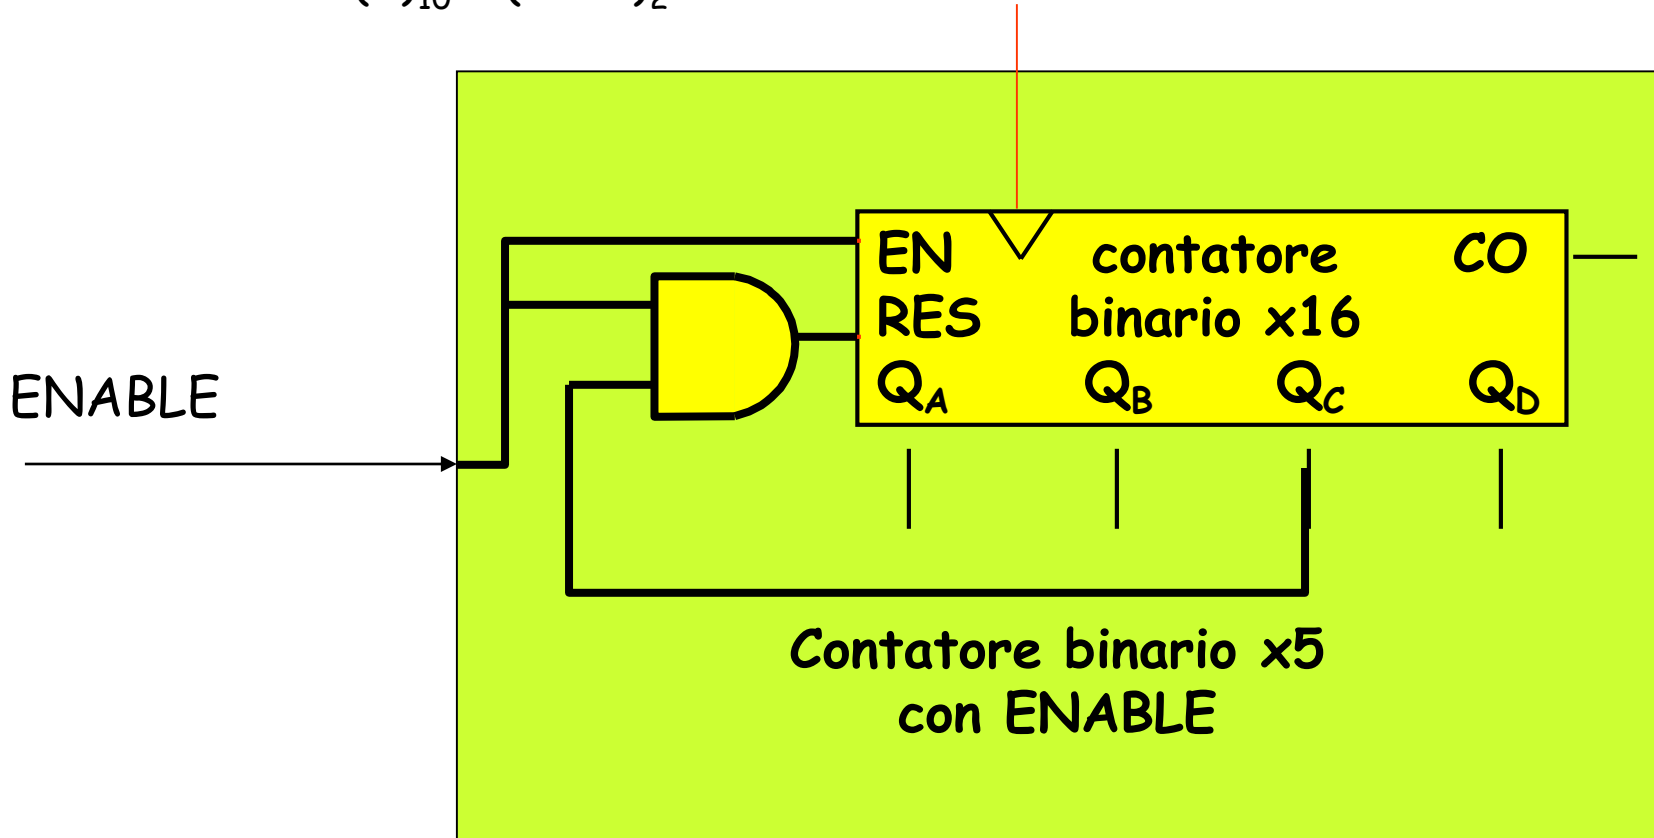 EN contatore CO
RES binario x16
QA QB QC QD
ENABLE
Contatore binario x5
con ENABLE